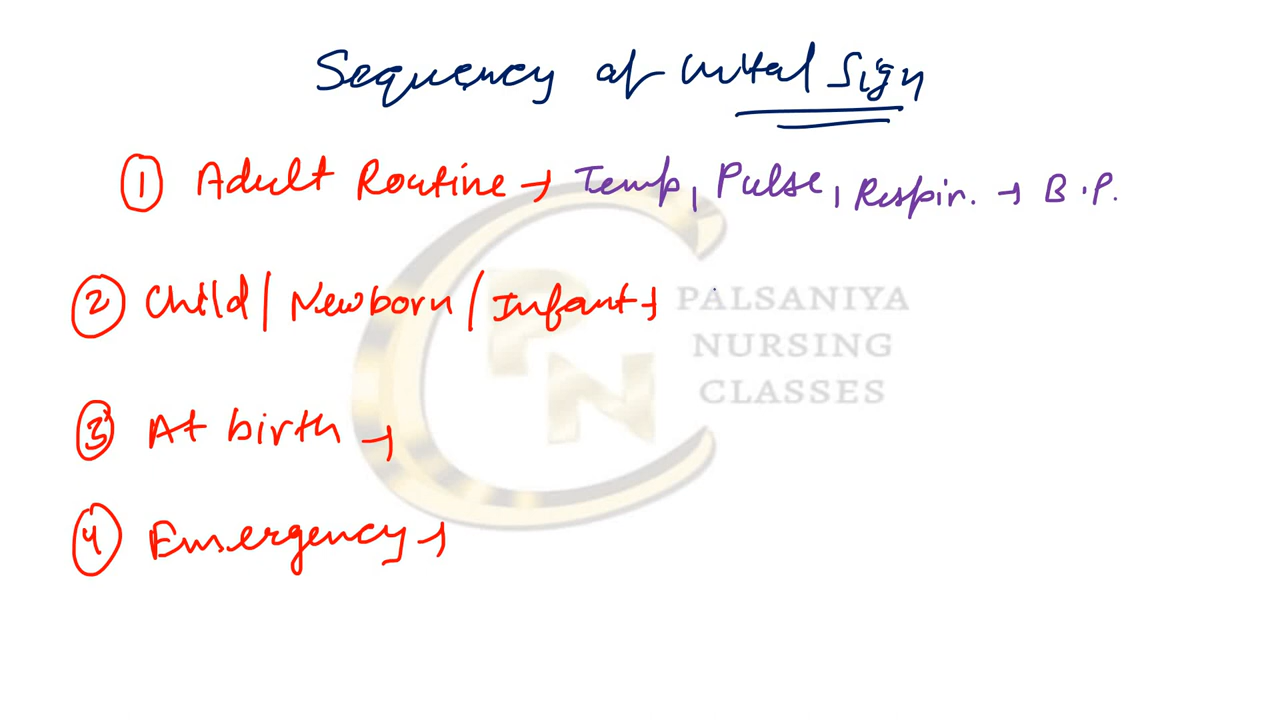 Sequency of vital Sign
① Adult Routine → Temp, Pulse, Respir. → B.P.
② Child / Newborn / Infant →
③ At birth →
④ Emergency →
PN
PALSANIYA
NURSING
CLASSES